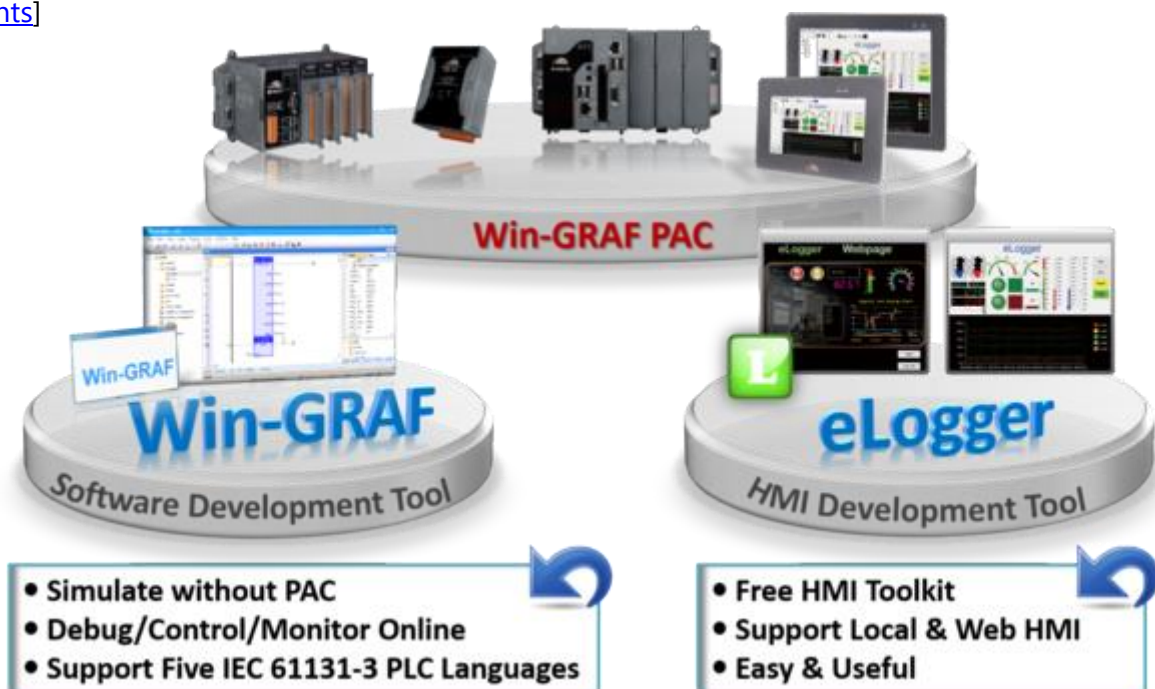 nts]
Win-GRAF PAC
eLogger Webpage
eLogger
Win-GRAF
L
Win-GRAF
eLogger
Software Development Tool
HMI Development Tool
• Simulate without PAC
• Debug/Control/Monitor Online
• Support Five IEC 61131-3 PLC Languages
• Free HMI Toolkit
• Support Local & Web HMI
• Easy & Useful